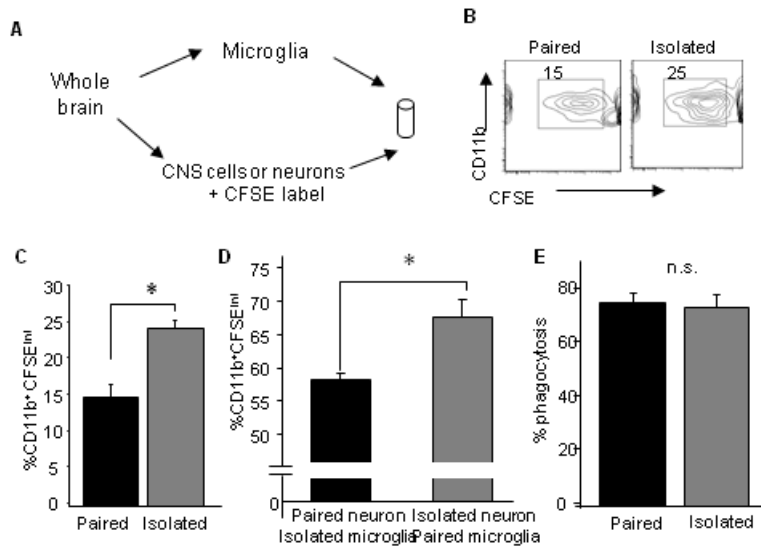 A
Whole
brain
Microglia
CNS cells or neurons
+ CFSE label
B
Paired
Isolated
15
25
CD11b
CFSE
C
%CD11b⁺CFSEᴵⁿᵗ
30
25
20
15
10
5
0
*
Paired
Isolated
D
%CD11b⁺CFSEᴵⁿᵗ
75
70
65
60
55
50
0
*
Paired neuron
Isolated microglia
Isolated neuron
Paired microglia
E
% phagocytosis
80
60
40
20
0
n.s.
Paired
Isolated